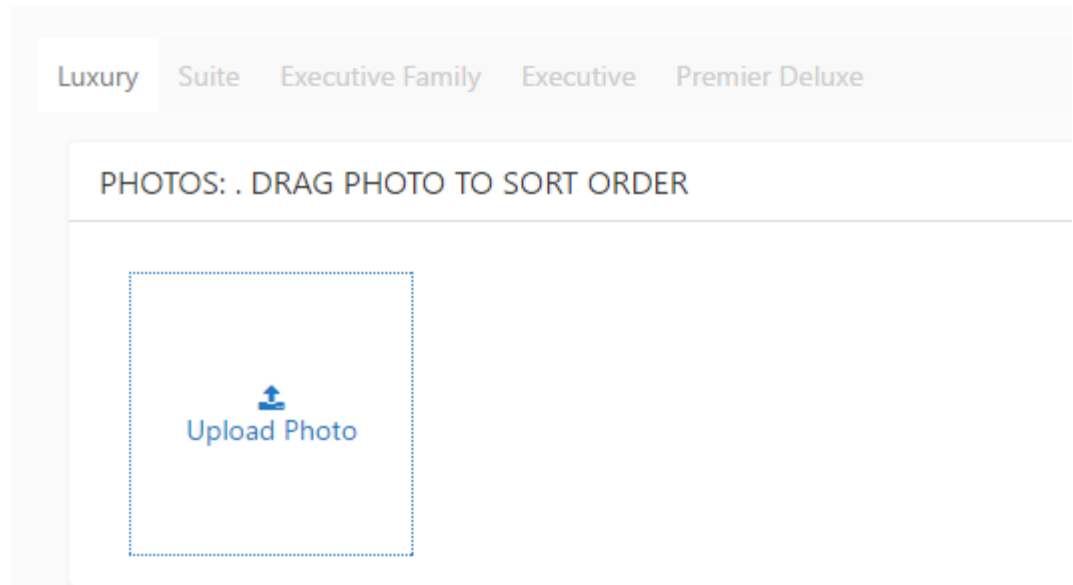 Luxury Suite Executive Family Executive Premier Deluxe
PHOTOS: . DRAG PHOTO TO SORT ORDER
Upload Photo